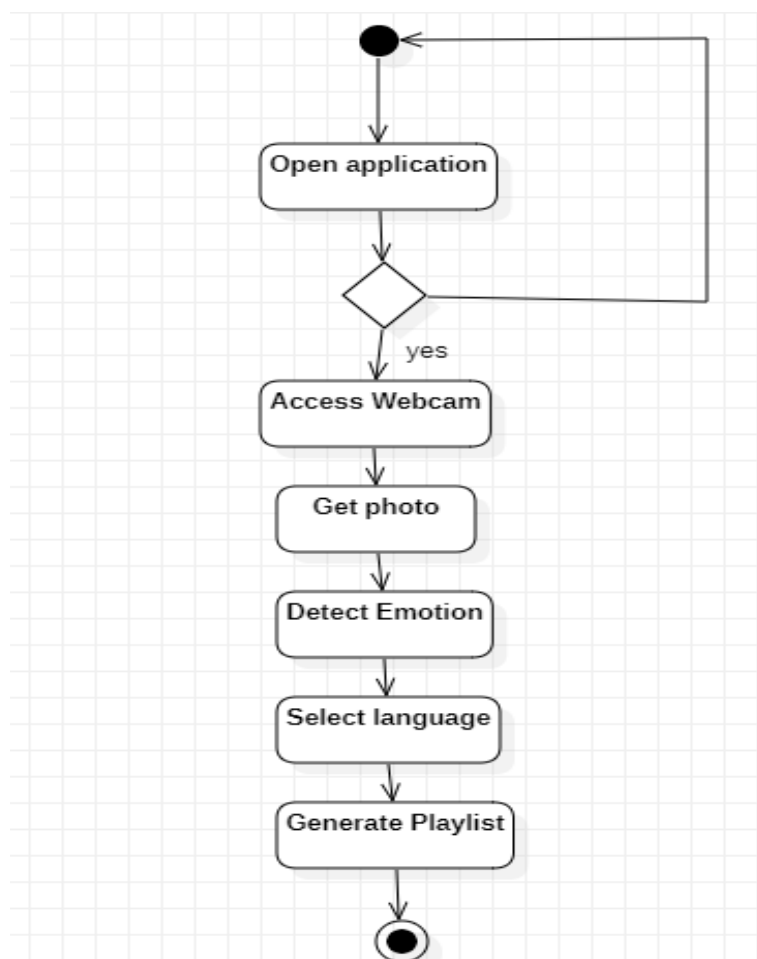 Open application
yes
Access Webcam
Get photo
Detect Emotion
Select language
Generate Playlist